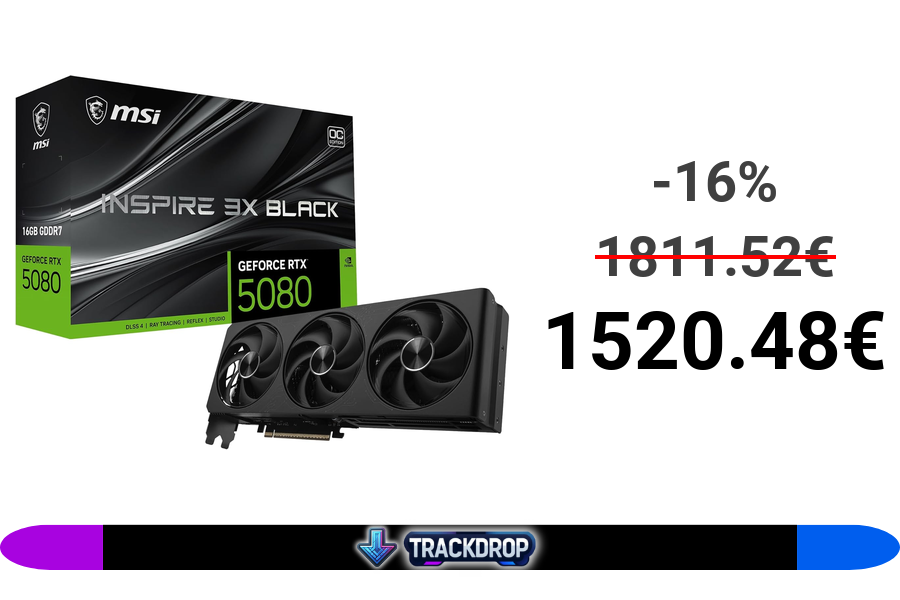 msi
msi
OC
EDITION
INSPIRE 3X BLACK
16GB GDDR7
GEFORCE RTX
5080
GEFORCE RTX
5080
NVIDIA
DLSS 4 | RAY TRACING | REFLEX | STUDIO
-16%
1811.52€
1520.48€
TRACKDROP